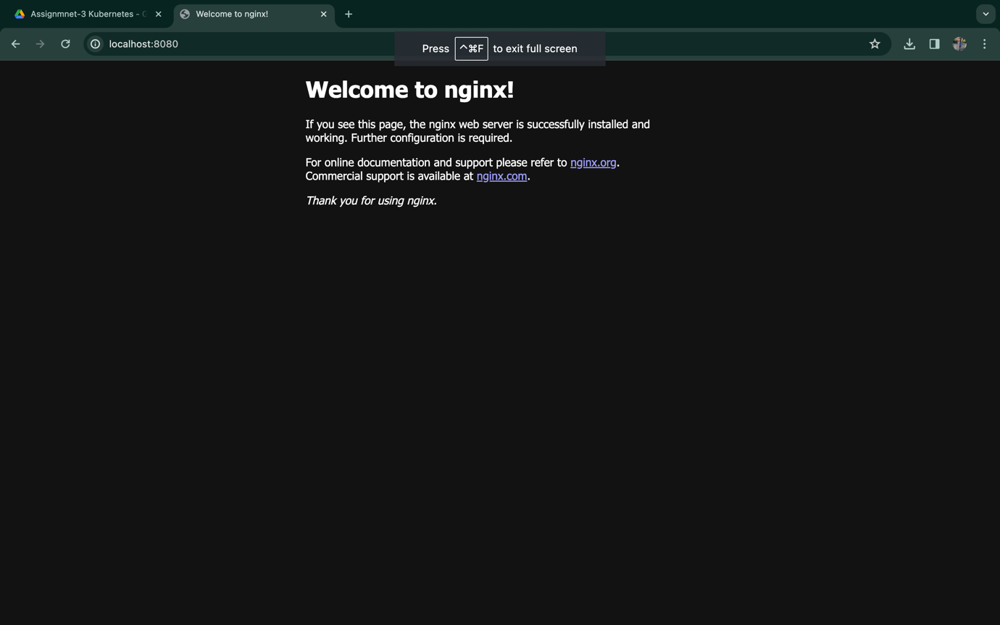 Assignmnet-3 Kubernetes -
Welcome to nginx!
localhost:8080
Press ^⌘F to exit full screen
Welcome to nginx!
If you see this page, the nginx web server is successfully installed and
working. Further configuration is required.
For online documentation and support please refer to nginx.org.
Commercial support is available at nginx.com.
Thank you for using nginx.